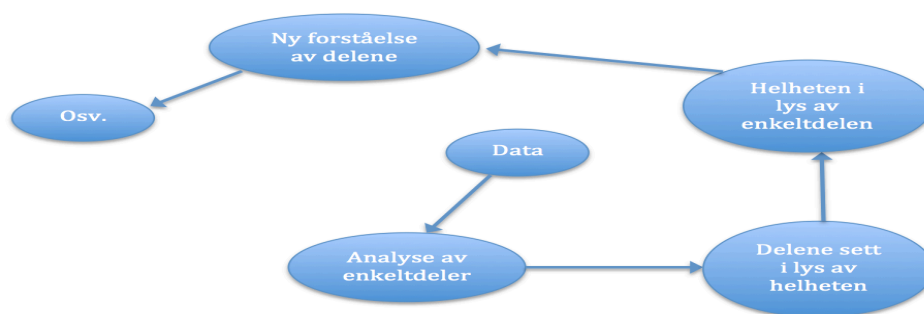 Ny forståelse
av delene
Osv.
Helheten i
lys av
enkeltdelen
Data
Analyse av
enkeltdeler
Delene sett
i lys av
helheten